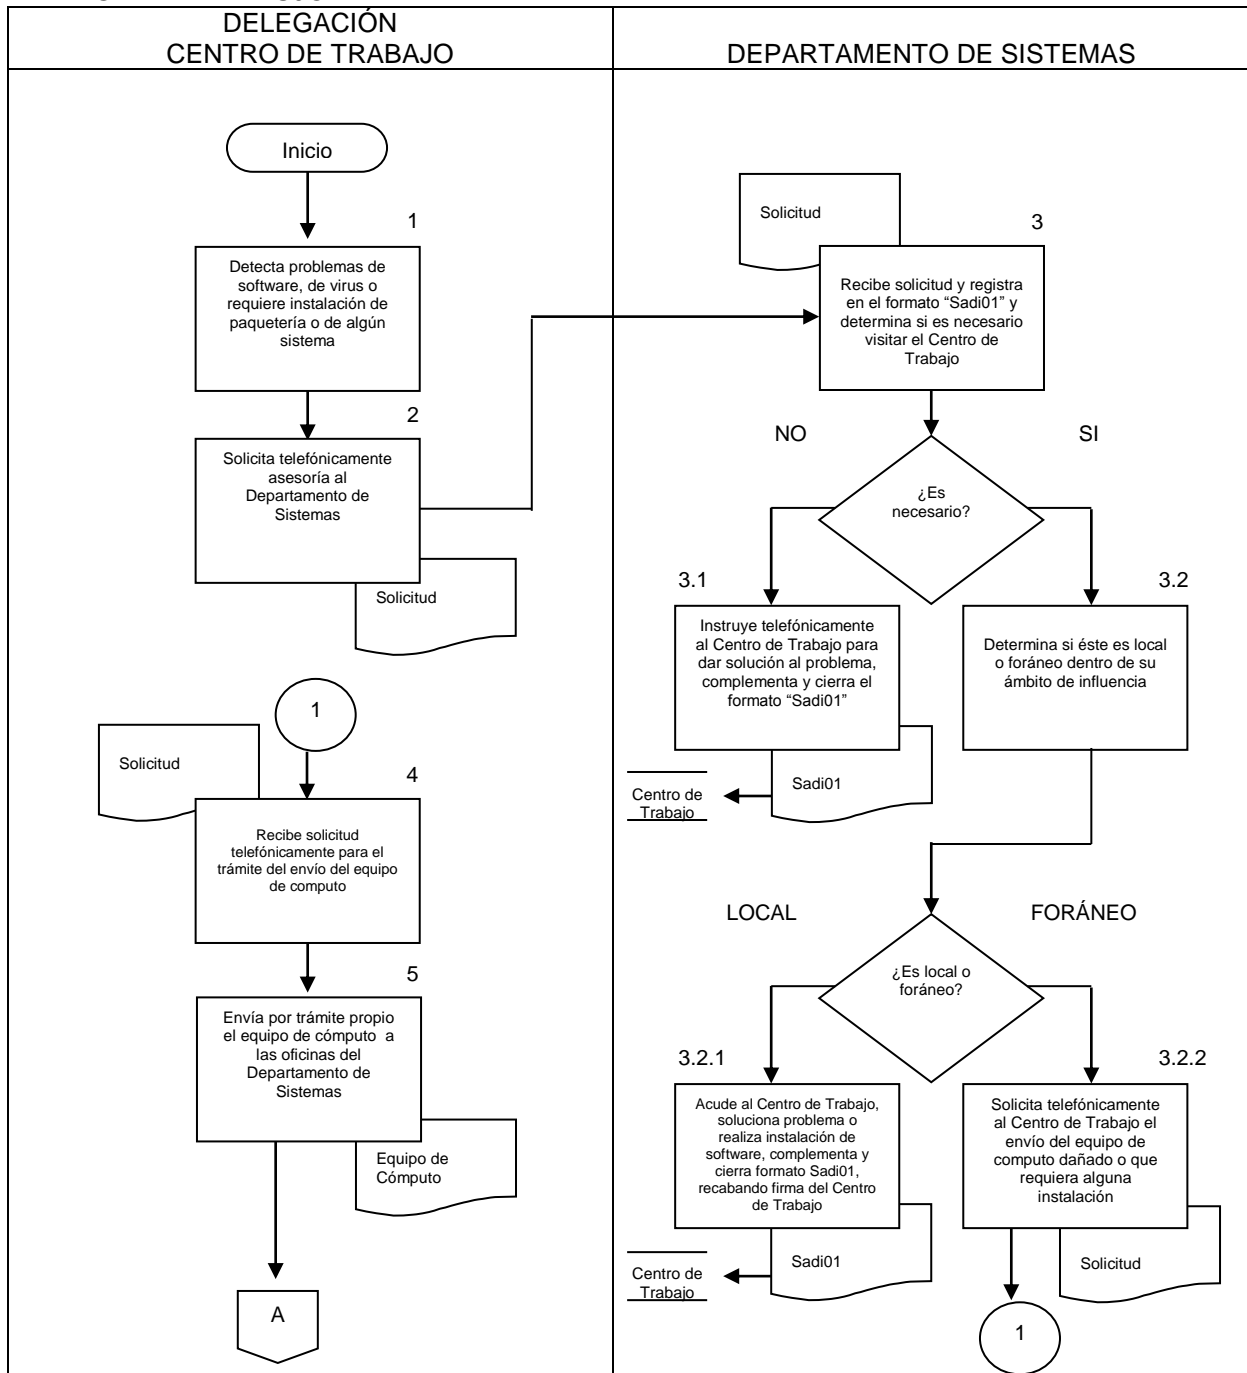 DELEGACIÓN
CENTRO DE TRABAJO
DEPARTAMENTO DE SISTEMAS
Inicio
1
Detecta problemas de
software, de virus o
requiere instalación de
paquetería o de algún
sistema
2
Solicita telefónicamente
asesoría al
Departamento de
Sistemas
Solicitud
1
Solicitud
4
Recibe solicitud
telefónicamente para el
trámite del envío del equipo
de computo
5
Envía por trámite propio
el equipo de cómputo a
las oficinas del
Departamento de
Sistemas
Equipo de
Cómputo
A
Solicitud
3
Recibe solicitud y registra
en el formato “Sadi01” y
determina si es necesario
visitar el Centro de
Trabajo
NO
SI
¿Es
necesario?
3.1
Instruye telefónicamente
al Centro de Trabajo para
dar solución al problema,
complementa y cierra el
formato “Sadi01”
Sadi01
Centro de
Trabajo
3.2
Determina si éste es local
o foráneo dentro de su
ámbito de influencia
LOCAL
FORÁNEO
¿Es local o
foráneo?
3.2.1
Acude al Centro de Trabajo,
soluciona problema o
realiza instalación de
software, complementa y
cierra formato Sadi01,
recabando firma del Centro
de Trabajo
Sadi01
Centro de
Trabajo
3.2.2
Solicita telefónicamente
al Centro de Trabajo el
envío del equipo de
computo dañado o que
requiera alguna
instalación
Solicitud
1